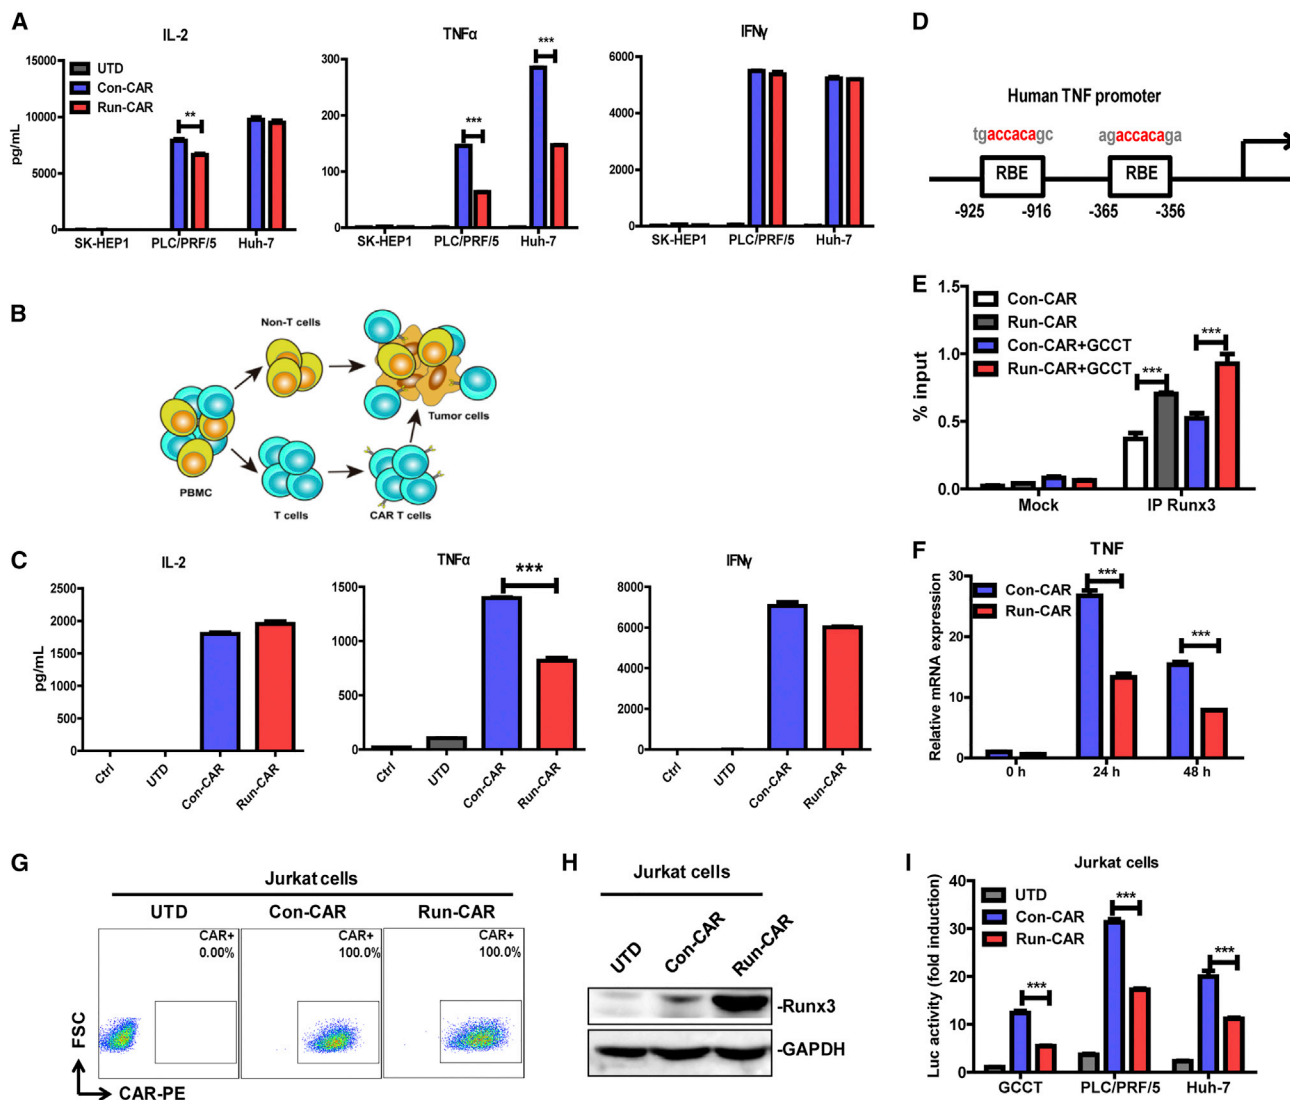 A
IL-2
15000
10000
5000
0
pg/mL
UTD
Con-CAR
Run-CAR
**
SK-HEP1 PLC/PRF/5 Huh-7
TNFα
300
200
100
0
***
***
SK-HEP1 PLC/PRF/5 Huh-7
IFNγ
6000
4000
2000
0
SK-HEP1 PLC/PRF/5 Huh-7
B
Non-T cells
Tumor cells
PBMC
T cells
CAR T cells
C
IL-2
2500
2000
1500
1000
500
0
pg/mL
Ctrl UTD Con-CAR Run-CAR
TNFα
1500
1000
500
0
***
Ctrl UTD Con-CAR Run-CAR
IFNγ
8000
6000
4000
2000
0
Ctrl UTD Con-CAR Run-CAR
D
Human TNF promoter
tgaccacagc agaccacaga
RBE RBE
-925 -916 -365 -356
E
1.5
1.0
0.5
0.0
% input
Con-CAR
Run-CAR
Con-CAR+GCCT
Run-CAR+GCCT
***
***
Mock IP Runx3
F
TNF
30
20
10
0
Relative mRNA expression
Con-CAR
Run-CAR
***
***
0 h 24 h 48 h
G
Jurkat cells
UTD Con-CAR Run-CAR
CAR+ CAR+ CAR+
0.00% 100.0% 100.0%
FSC
CAR-PE
H
Jurkat cells
UTD Con-CAR Run-CAR
-Runx3
-GAPDH
I
Jurkat cells
40
30
20
10
0
Luc activity (fold induction)
UTD
Con-CAR
Run-CAR
***
***
***
GCCT PLC/PRF/5 Huh-7